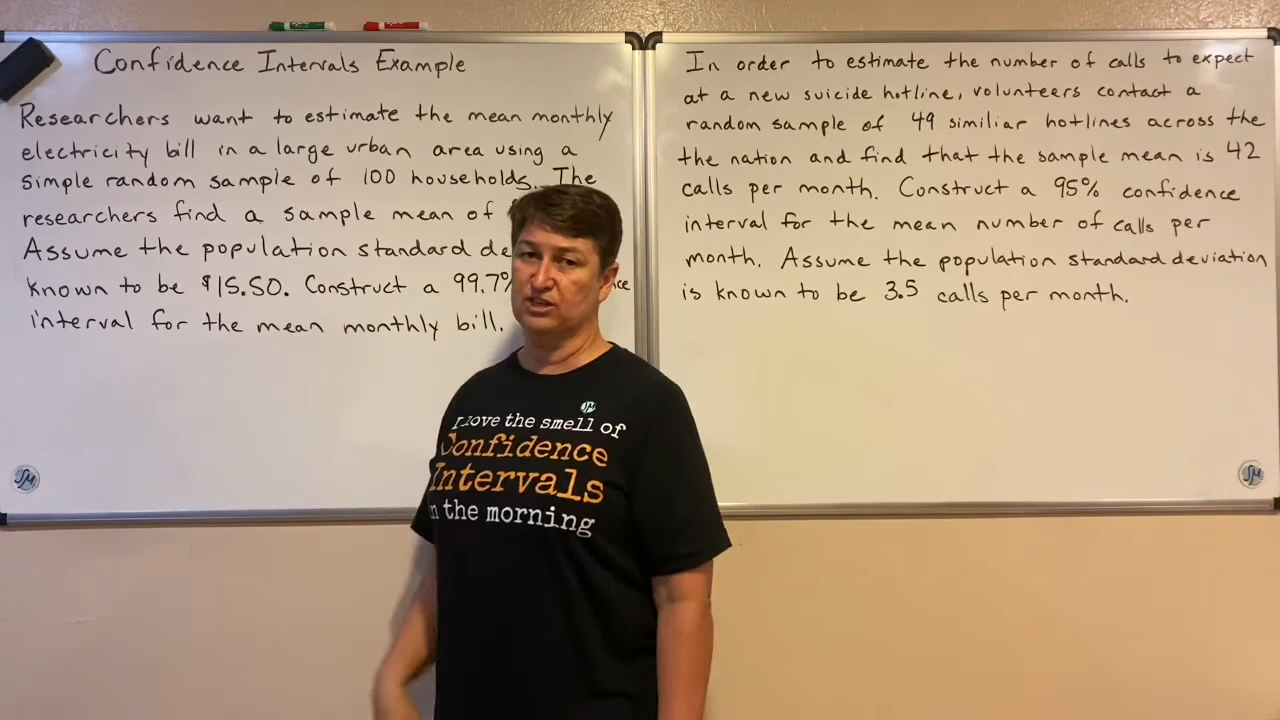 Confidence Intervals Example
Researchers want to estimate the mean monthly
electricity bill in a large urban area using a
simple random sample of 100 households. The
researchers find a sample mean of
Assume the population standard de
known to be $15.50. Construct a 99.7%
interval for the mean monthly bill.
In order to estimate the number of calls to expect
at a new suicide hotline, volunteers contact a
random sample of 49 similiar hotlines across the
the nation and find that the sample mean is 42
calls per month. Construct a 95% confidence
interval for the mean number of calls per
month. Assume the population standard deviation
is known to be 3.5 calls per month.
I love the smell of
Confidence
Intervals
in the morning
SM
SM
SM